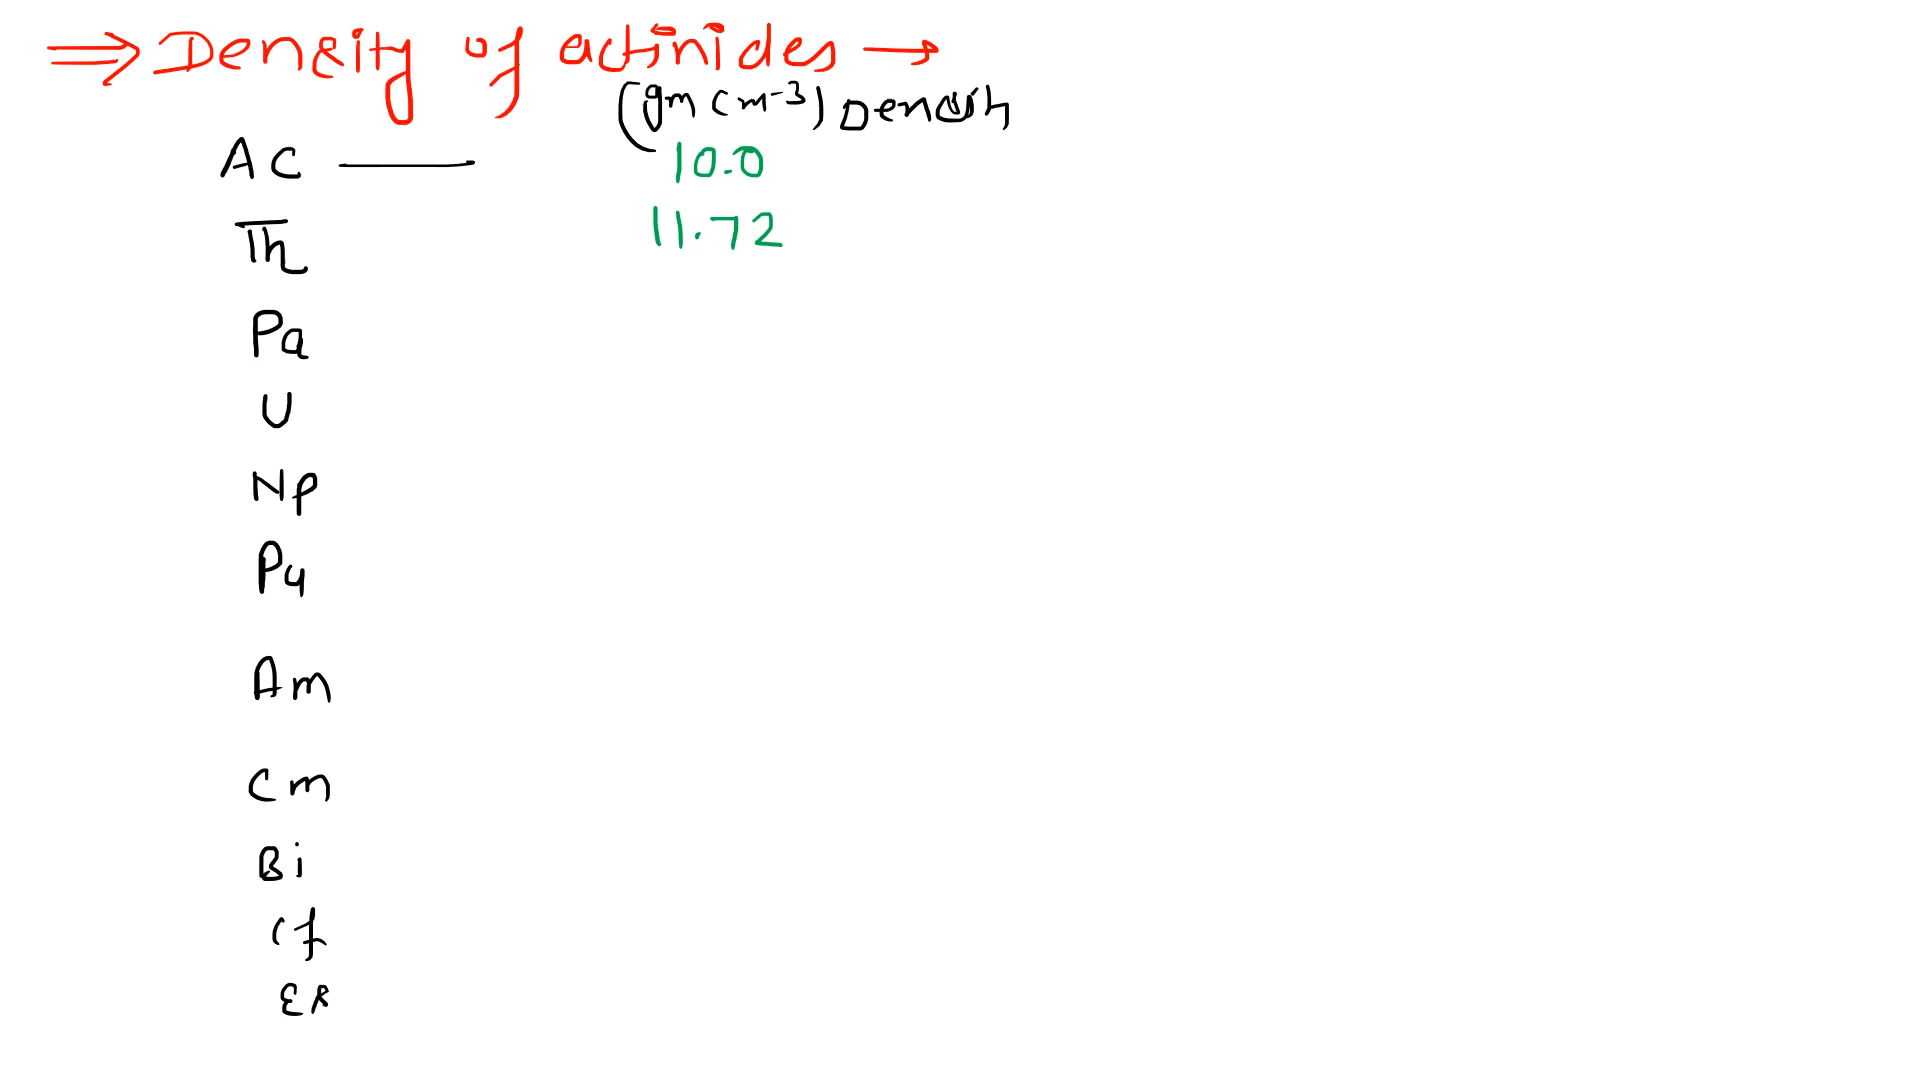 ⇒ Density of actinides →
(gm cm-3) Density
AC — 10.0
Th 11.72
Pa
U
Np
Pu
Am
Cm
Bi
Cf
Es